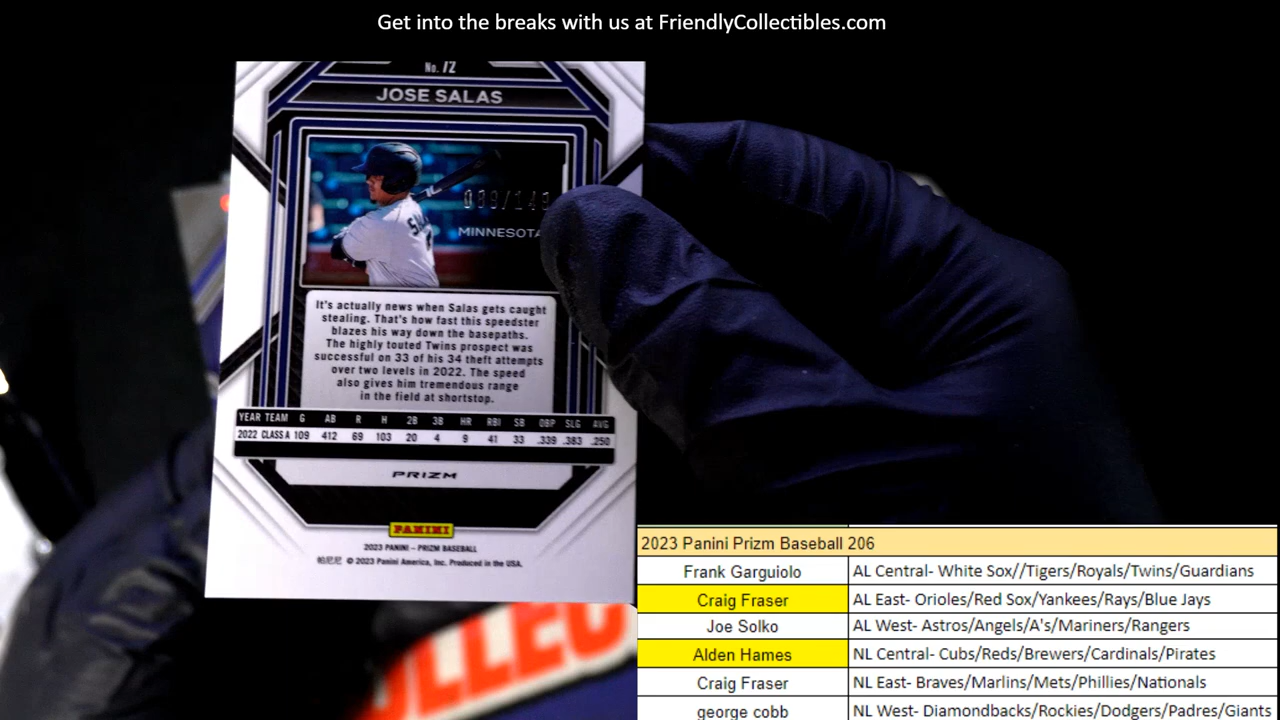 Get into the breaks with us at FriendlyCollectibles.com
No. 72
JOSE SALAS
MINNESOTA
It's actually news when Salas gets caught
stealing. That's how fast this speedster
blazes his way down the basepaths.
The highly touted Twins prospect was
successful on 33 of his 34 theft attempts
over two levels in 2022. The speed
also gives him tremendous range
in the field at shortstop.
YEAR TEAM G AB R H 2B 3B HR RBI SB OBP SLG AVG
2022 CLASS A 109 412 69 103 20 4 9 41 33 .339 .383 .250
PRIZM
PANINI
2023 PANINI – PRIZM BASEBALL
帕尼尼 © 2023 Panini America, Inc. Produced in the USA.
2023 Panini Prizm Baseball 206
Frank Garguiolo AL Central- White Sox//Tigers/Royals/Twins/Guardians
Craig Fraser AL East- Orioles/Red Sox/Yankees/Rays/Blue Jays
Joe Solko AL West- Astros/Angels/A's/Mariners/Rangers
Alden Hames NL Central- Cubs/Reds/Brewers/Cardinals/Pirates
Craig Fraser NL East- Braves/Marlins/Mets/Phillies/Nationals
george cobb NL West- Diamondbacks/Rockies/Dodgers/Padres/Giants